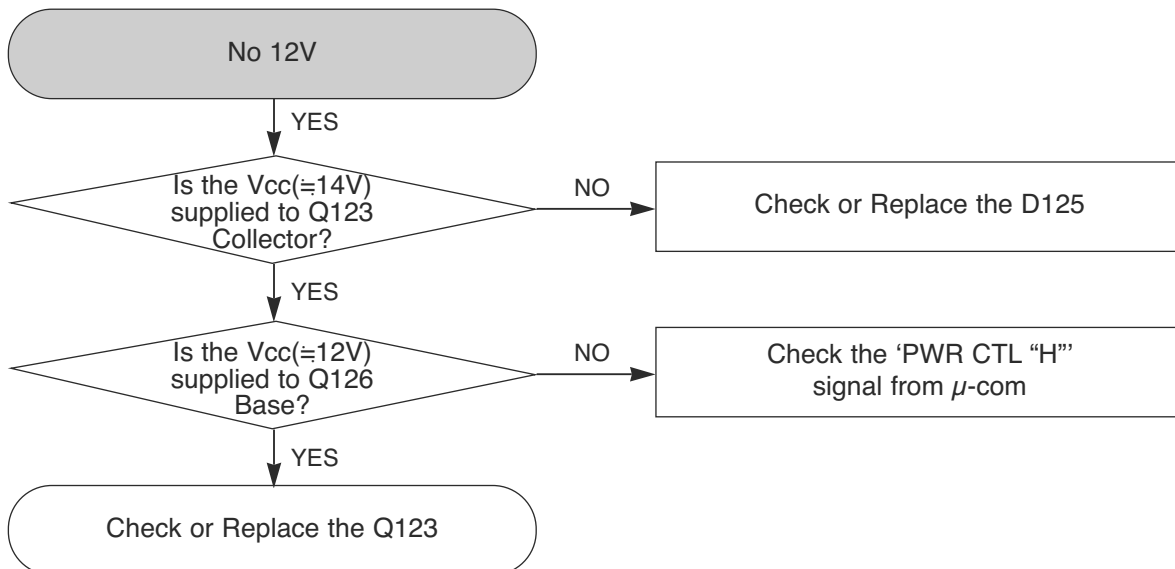 No 12V
YES
Is the Vcc(≒14V)
supplied to Q123
Collector?
NO
Check or Replace the D125
YES
Is the Vcc(≒12V)
supplied to Q126
Base?
NO
Check the ‘PWR CTL “H”’
signal from µ-com
YES
Check or Replace the Q123